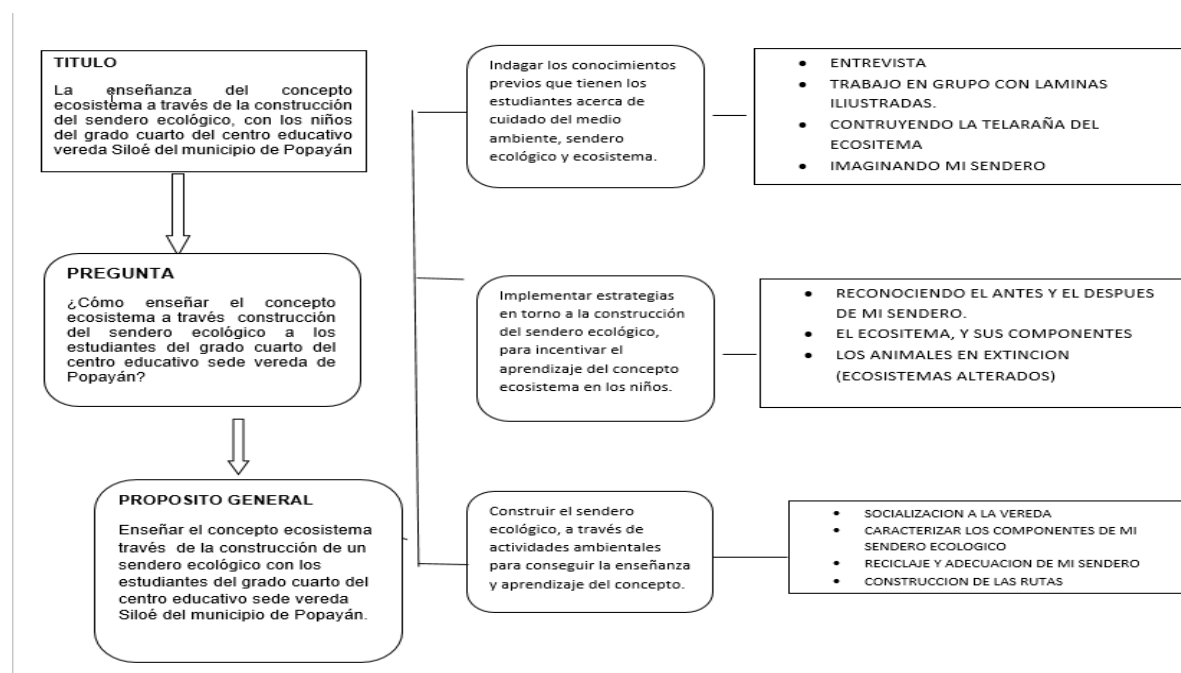 TITULO
La enseñanza del concepto
ecosistema a través de la construcción
del sendero ecológico, con los niños
del grado cuarto del centro educativo
vereda Siloé del municipio de Popayán
PREGUNTA
¿Cómo enseñar el concepto
ecosistema a través construcción
del sendero ecológico a los
estudiantes del grado cuarto del
centro educativo sede vereda de
Popayán?
PROPOSITO GENERAL
Enseñar el concepto ecosistema
través de la construcción de un
sendero ecológico con los
estudiantes del grado cuarto del
centro educativo sede vereda
Siloé del municipio de Popayán.
Indagar los conocimientos
previos que tienen los
estudiantes acerca de
cuidado del medio
ambiente, sendero
ecológico y ecosistema.
• ENTREVISTA
• TRABAJO EN GRUPO CON LAMINAS
ILIUSTRADAS.
• CONTRUYENDO LA TELARAÑA DEL
ECOSITEMA
• IMAGINANDO MI SENDERO
Implementar estrategias
en torno a la construcción
del sendero ecológico,
para incentivar el
aprendizaje del concepto
ecosistema en los niños.
• RECONOCIENDO EL ANTES Y EL DESPUES
DE MI SENDERO.
• EL ECOSITEMA, Y SUS COMPONENTES
• LOS ANIMALES EN EXTINCION
(ECOSISTEMAS ALTERADOS)
Construir el sendero
ecológico, a través de
actividades ambientales
para conseguir la enseñanza
y aprendizaje del concepto.
• SOCIALIZACION A LA VEREDA
• CARACTERIZAR LOS COMPONENTES DE MI
SENDERO ECOLOGICO
• RECICLAJE Y ADECUACION DE MI SENDERO
• CONSTRUCCION DE LAS RUTAS